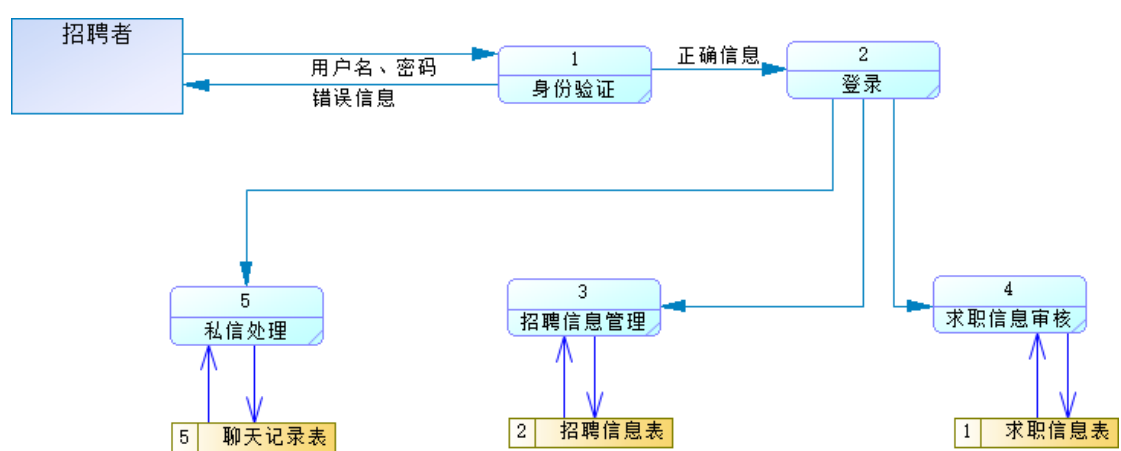 招聘者
用户名、密码
错误信息
1
身份验证
正确信息
2
登录
5
私信处理
3
招聘信息管理
4
求职信息审核
5 聊天记录表
2 招聘信息表
1 求职信息表